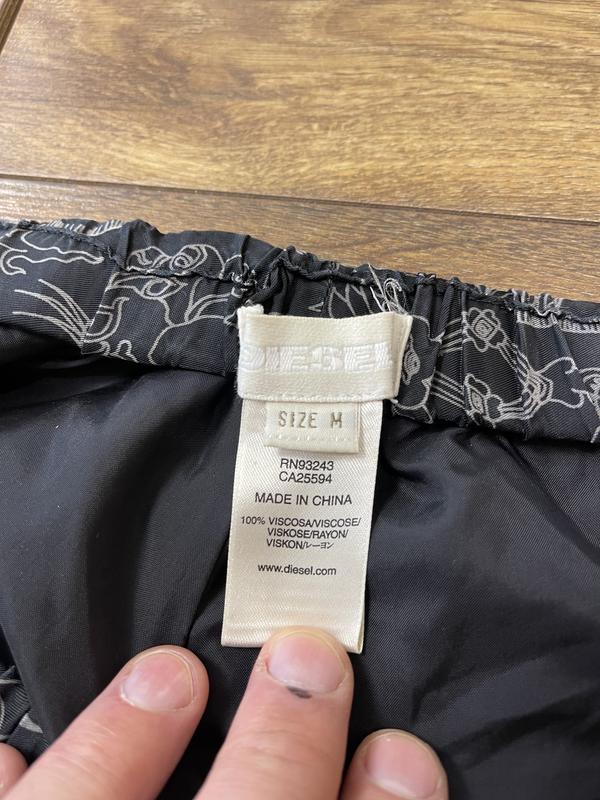 DIESEL
SIZE M
RN93243
CA25594
MADE IN CHINA
100% VISCOSA/VISCOSE/
VISKOSE/RAYON/
VISKON/レーヨン
www.diesel.com